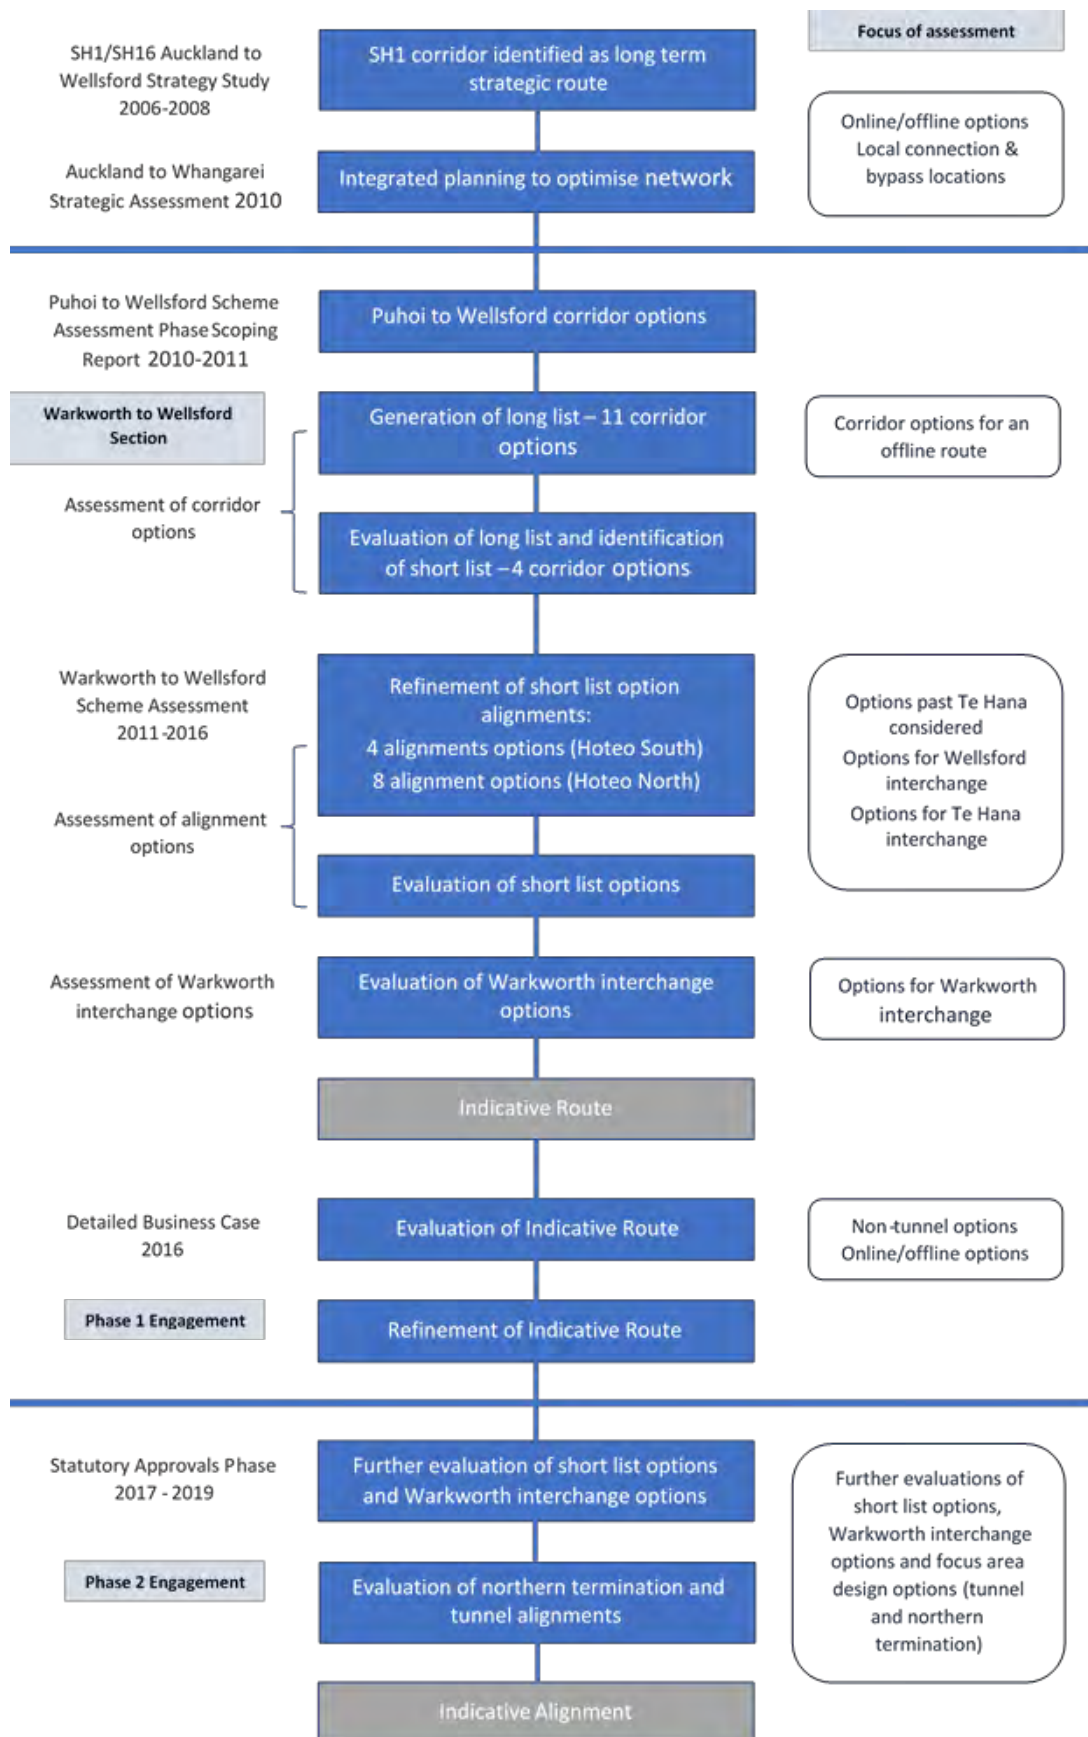 Focus of assessment
SH1/SH16 Auckland to
Wellsford Strategy Study
2006-2008
SH1 corridor identified as long term
strategic route
Online/offline options
Local connection &
bypass locations
Auckland to Whangarei
Strategic Assessment 2010
Integrated planning to optimise network
Puhoi to Wellsford Scheme
Assessment Phase Scoping
Report 2010-2011
Puhoi to Wellsford corridor options
Warkworth to Wellsford
Section
Generation of long list – 11 corridor
options
Corridor options for an
offline route
Assessment of corridor
options
Evaluation of long list and identification
of short list – 4 corridor options
Warkworth to Wellsford
Scheme Assessment
2011-2016
Refinement of short list option
alignments:
4 alignments options (Hoteo South)
8 alignment options (Hoteo North)
Options past Te Hana
considered
Options for Wellsford
interchange
Options for Te Hana
interchange
Assessment of alignment
options
Evaluation of short list options
Assessment of Warkworth
interchange options
Evaluation of Warkworth interchange
options
Options for Warkworth
interchange
Indicative Route
Detailed Business Case
2016
Evaluation of Indicative Route
Non-tunnel options
Online/offline options
Phase 1 Engagement
Refinement of Indicative Route
Statutory Approvals Phase
2017 - 2019
Further evaluation of short list options
and Warkworth interchange options
Further evaluations of
short list options,
Warkworth interchange
options and focus area
design options (tunnel
and northern
termination)
Phase 2 Engagement
Evaluation of northern termination and
tunnel alignments
Indicative Alignment